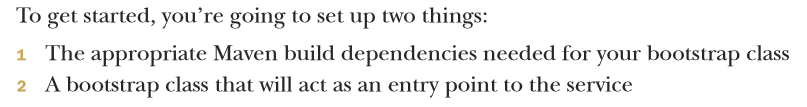 To get started, you’re going to set up two things:
1 The appropriate Maven build dependencies needed for your bootstrap class
2 A bootstrap class that will act as an entry point to the service